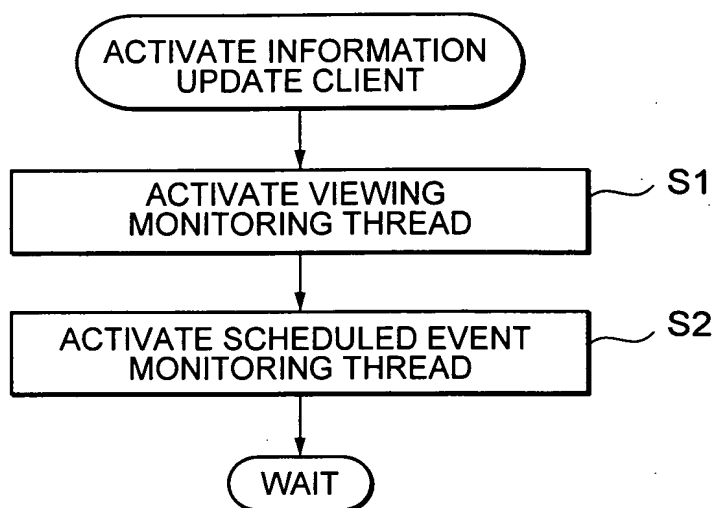 ACTIVATE INFORMATION
UPDATE CLIENT
ACTIVATE VIEWING
MONITORING THREAD
S1
ACTIVATE SCHEDULED EVENT
MONITORING THREAD
S2
WAIT